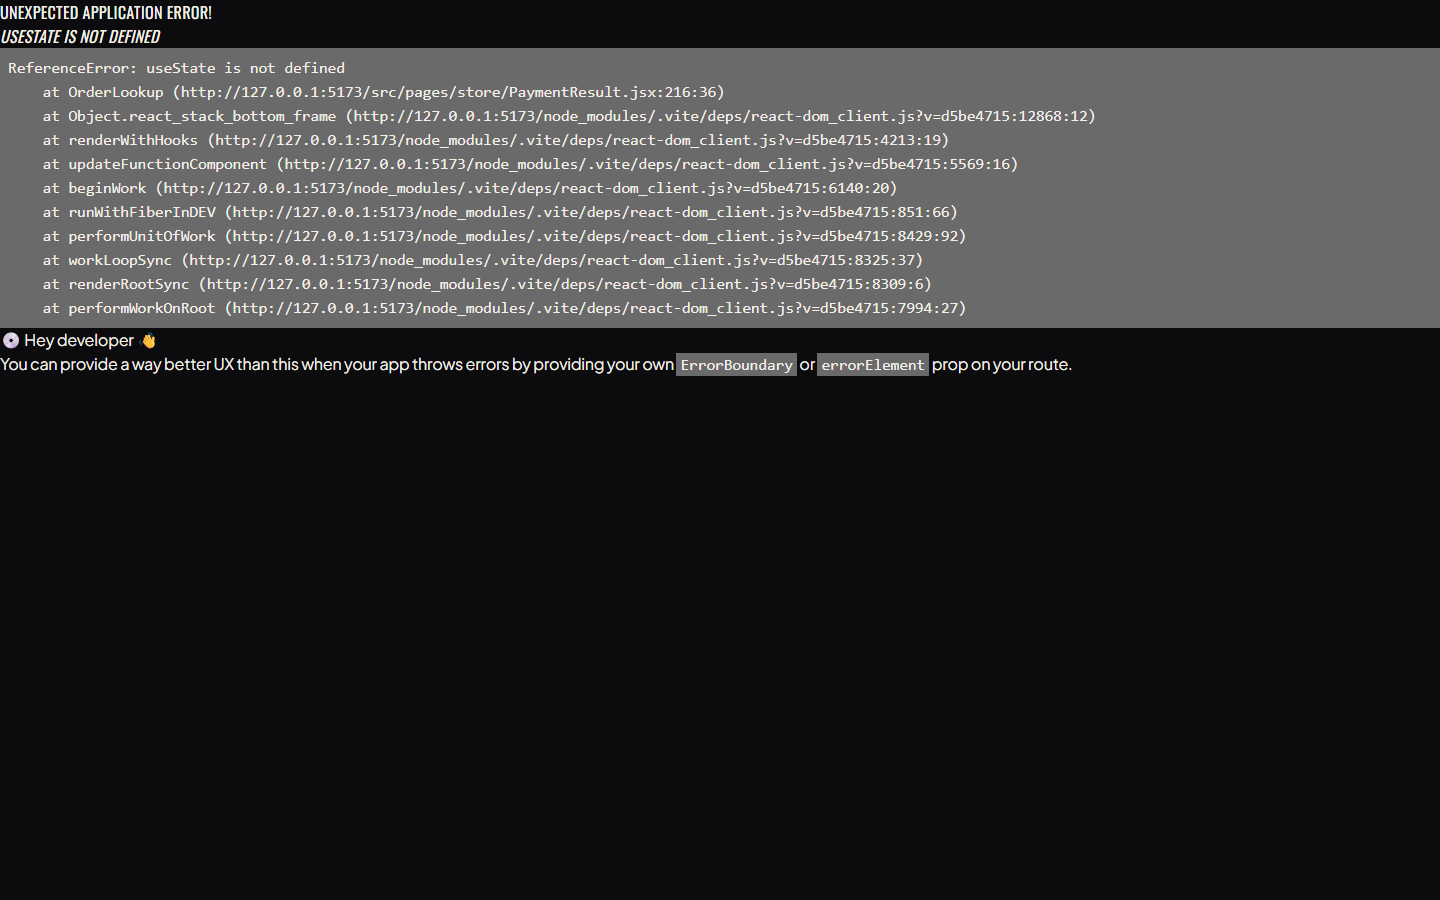 UNEXPECTED APPLICATION ERROR!
USESTATE IS NOT DEFINED
ReferenceError: useState is not defined
    at OrderLookup (http://127.0.0.1:5173/src/pages/store/PaymentResult.jsx:216:36)
    at Object.react_stack_bottom_frame (http://127.0.0.1:5173/node_modules/.vite/deps/react-dom_client.js?v=d5be4715:12868:12)
    at renderWithHooks (http://127.0.0.1:5173/node_modules/.vite/deps/react-dom_client.js?v=d5be4715:4213:19)
    at updateFunctionComponent (http://127.0.0.1:5173/node_modules/.vite/deps/react-dom_client.js?v=d5be4715:5569:16)
    at beginWork (http://127.0.0.1:5173/node_modules/.vite/deps/react-dom_client.js?v=d5be4715:6140:20)
    at runWithFiberInDEV (http://127.0.0.1:5173/node_modules/.vite/deps/react-dom_client.js?v=d5be4715:851:66)
    at performUnitOfWork (http://127.0.0.1:5173/node_modules/.vite/deps/react-dom_client.js?v=d5be4715:8429:92)
    at workLoopSync (http://127.0.0.1:5173/node_modules/.vite/deps/react-dom_client.js?v=d5be4715:8325:37)
    at renderRootSync (http://127.0.0.1:5173/node_modules/.vite/deps/react-dom_client.js?v=d5be4715:8309:6)
    at performWorkOnRoot (http://127.0.0.1:5173/node_modules/.vite/deps/react-dom_client.js?v=d5be4715:7994:27)
💿 Hey developer 👋
You can provide a way better UX than this when your app throws errors by providing your own ErrorBoundary or errorElement prop on your route.